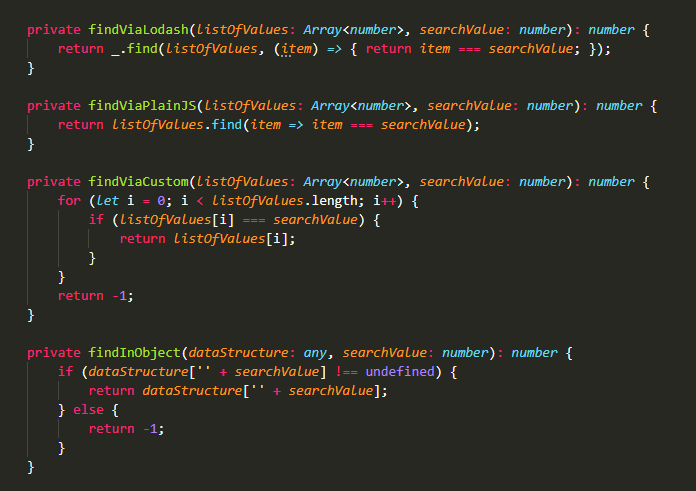 private findViaLodash(listOfValues: Array<number>, searchValue: number): number {
    return _.find(listOfValues, (item) => { return item === searchValue; });
}

private findViaPlainJS(listOfValues: Array<number>, searchValue: number): number {
    return listOfValues.find(item => item === searchValue);
}

private findViaCustom(listOfValues: Array<number>, searchValue: number): number {
    for (let i = 0; i < listOfValues.length; i++) {
        if (listOfValues[i] === searchValue) {
            return listOfValues[i];
        }
    }
    return -1;
}

private findInObject(dataStructure: any, searchValue: number): number {
    if (dataStructure['' + searchValue] !== undefined) {
        return dataStructure['' + searchValue];
    } else {
        return -1;
    }
}